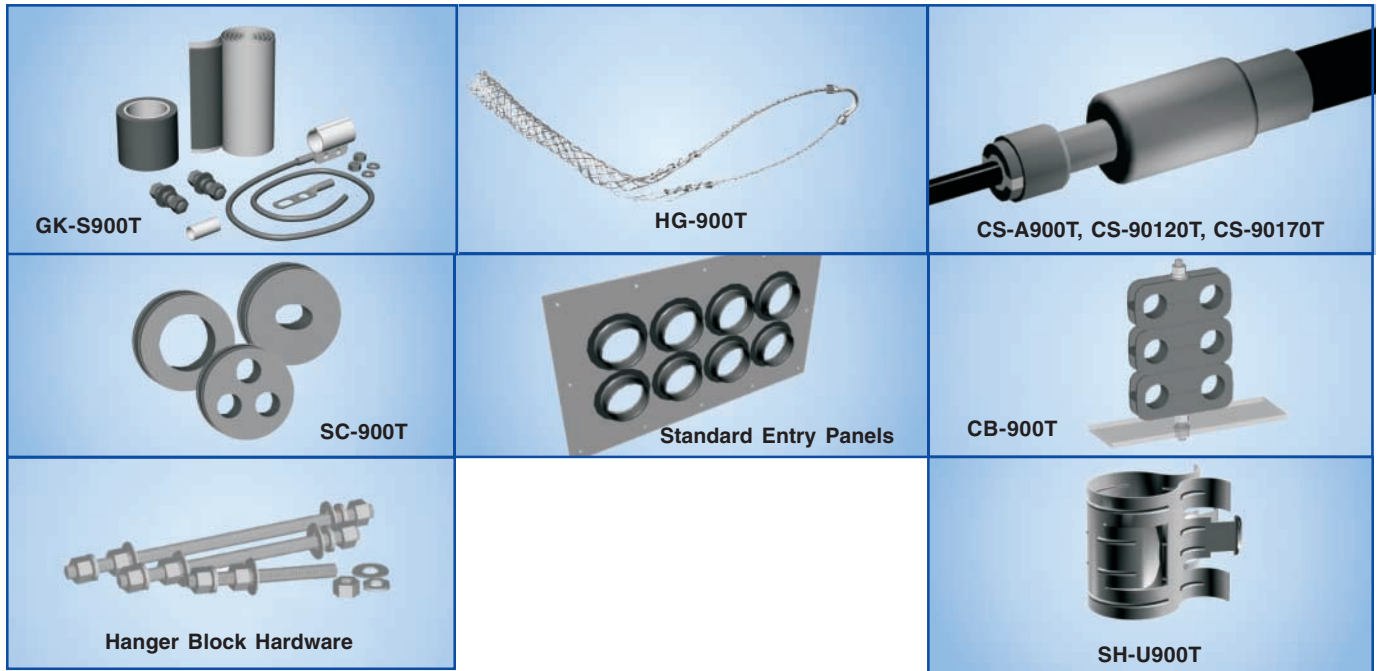 GK-S900T
HG-900T
CS-A900T, CS-90120T, CS-90170T
SC-900T
Standard Entry Panels
CB-900T
Hanger Block Hardware
SH-U900T